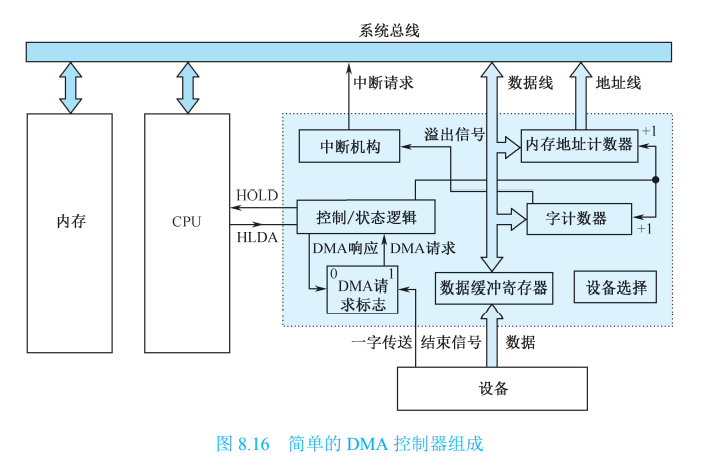 系统总线
中断请求
数据线
地址线
中断机构
溢出信号
内存地址计数器
+1
内存
CPU
HOLD
HLDA
控制/状态逻辑
字计数器
+1
DMA响应
DMA请求
0
1
DMA请
求标志
数据缓冲寄存器
设备选择
一字传送
结束信号
数据
设备
图 8.16 简单的 DMA 控制器组成